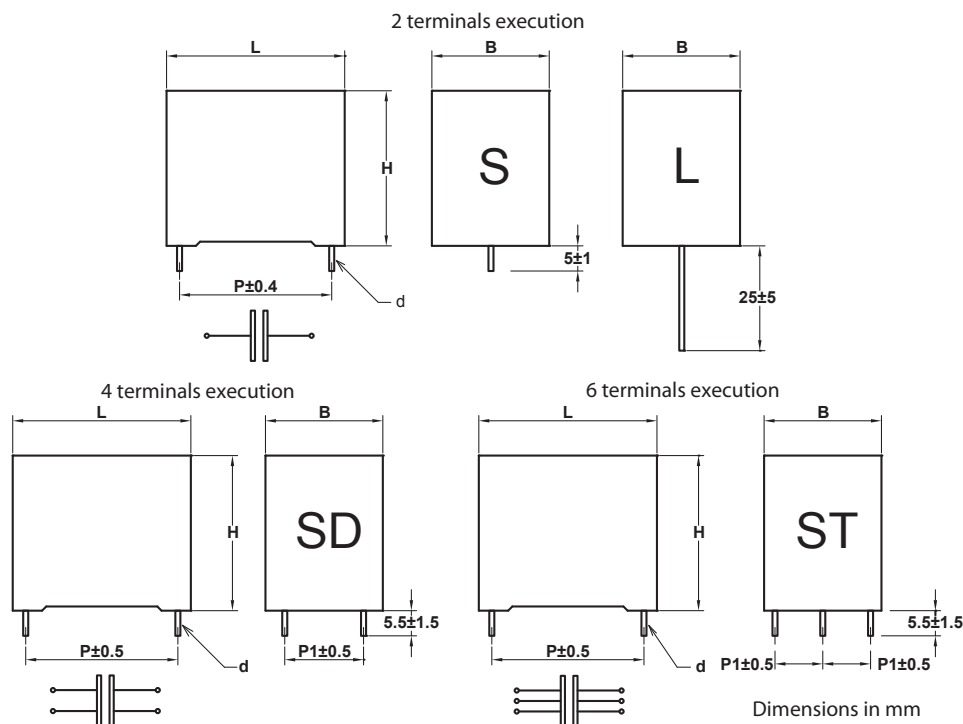 2 terminals execution
L
B
B
H
S
L
5±1
25±5
P±0.4
d
4 terminals execution
6 terminals execution
L
B
L
B
H
SD
H
ST
5.5±1.5
5.5±1.5
P±0.5
d
P1±0.5
P±0.5
d
P1±0.5
P1±0.5
Dimensions in mm